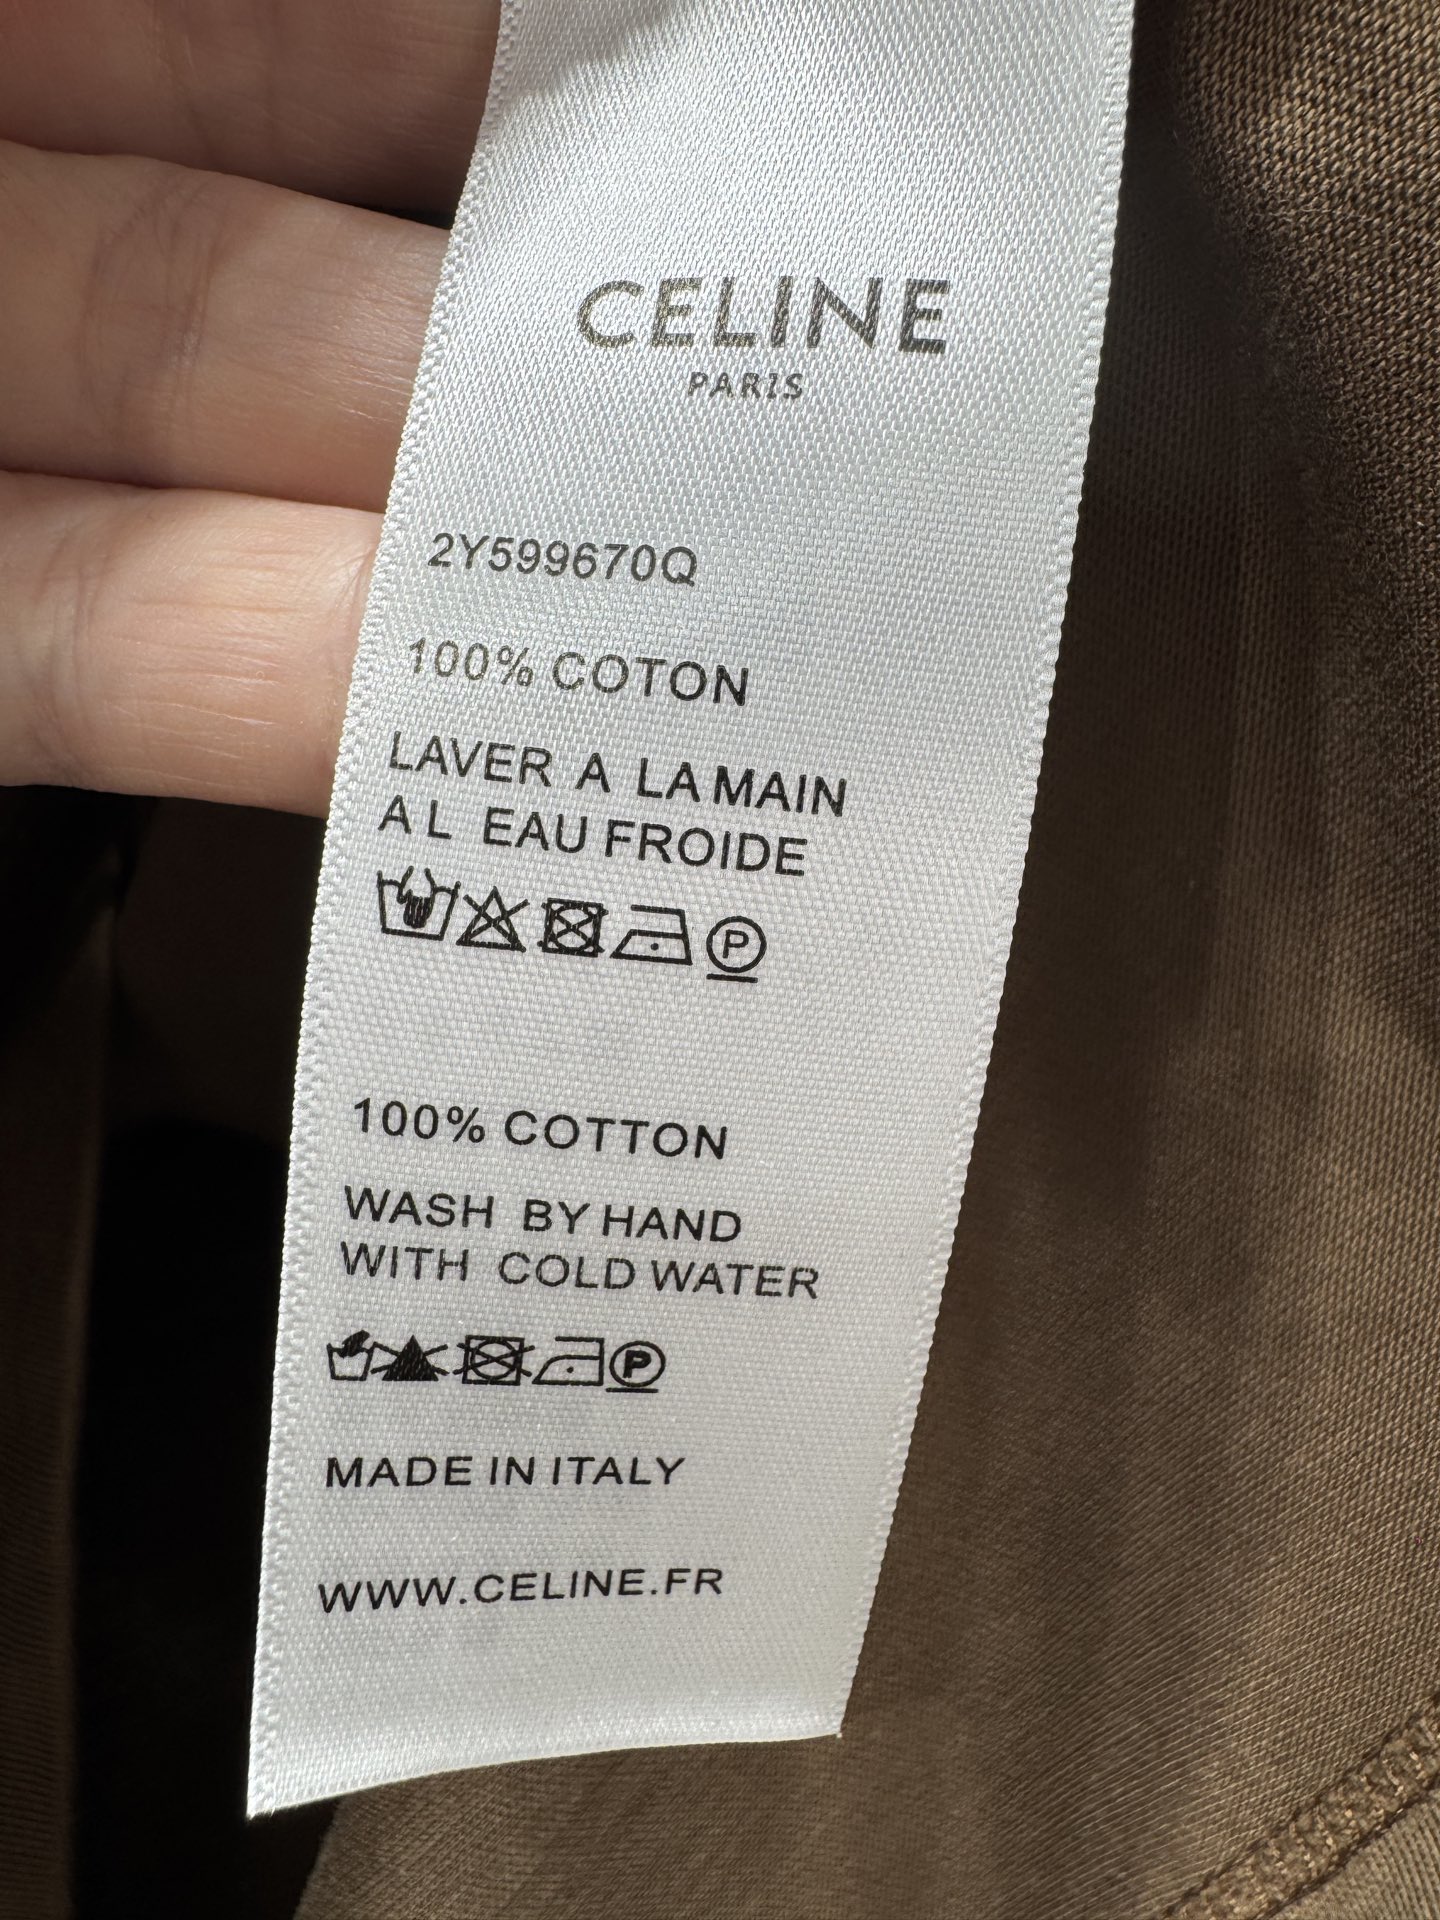 CELINE
PARIS
2Y599670Q
100% COTON
LAVER A LA MAIN
A L EAU FROIDE
P
100% COTTON
WASH BY HAND
WITH COLD WATER
P
MADE IN ITALY
WWW.CELINE.FR